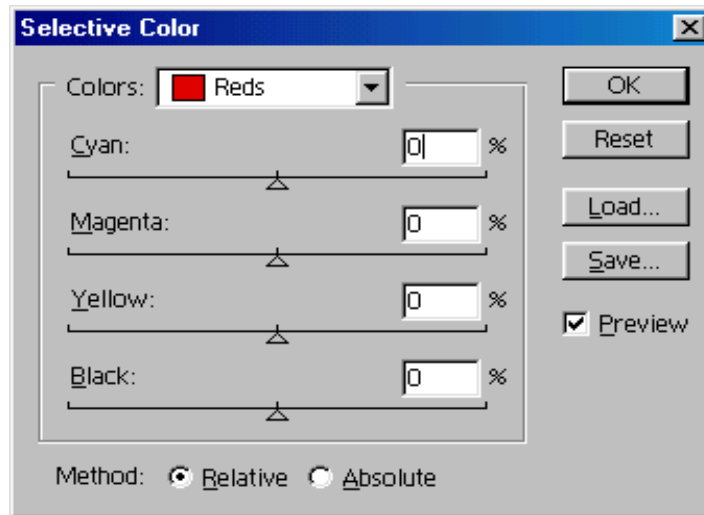 Selective Color
Colors: Reds
OK
Cyan: 0 %
Reset
Magenta: 0 %
Load...
Save...
Yellow: 0 %
Preview
Black: 0 %
Method: Relative Absolute